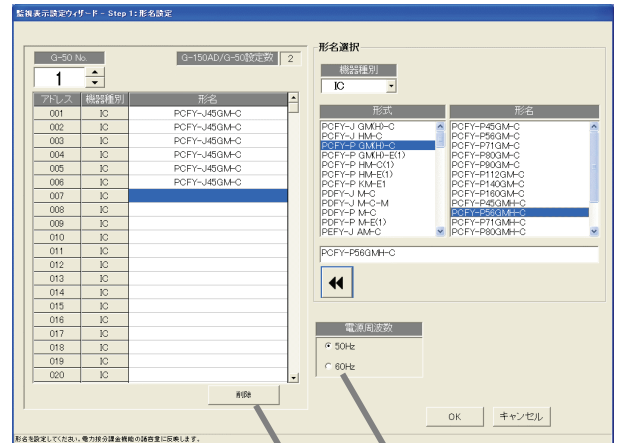 監視表示設定ウィザード - Step 1:形名設定
G-50 No.
G-150AD/G-50設定数 2
1
アドレス 機器種別 形名
001 IC PCFY-J45GM-C
002 IC PCFY-J45GM-C
003 IC PCFY-J45GM-C
004 IC PCFY-J45GM-C
005 IC PCFY-J45GM-C
006 IC PCFY-J45GM-C
007 IC
008 IC
009 IC
010 IC
011 IC
012 IC
013 IC
014 IC
015 IC
016 IC
017 IC
018 IC
019 IC
020 IC
削除
形名選択
機器種別
IC
形式
PCFY-J GM(H)-C
PCFY-J HM-C
PCFY-P GM(H)-C
PCFY-P GM(H)-E(1)
PCFY-P HM-C(1)
PCFY-P HM-E(1)
PCFY-P KM-E1
PDFY-J M-C
PDFY-J M-C-M
PDFY-P M-C
PDFY-P M-E(1)
PEFY-J AM-C
形名
PCFY-P45GM-C
PCFY-P56GM-C
PCFY-P71GM-C
PCFY-P80GM-C
PCFY-P90GM-C
PCFY-P112GM-C
PCFY-P140GM-C
PCFY-P160GM-C
PCFY-P45GMH-C
PCFY-P56GMH-C
PCFY-P71GMH-C
PCFY-P80GMH-C
PCFY-P56GMH-C
電源周波数
50Hz
60Hz
OK キャンセル
形名を設定してください。電力按分課金機能の諸容量に反映します。